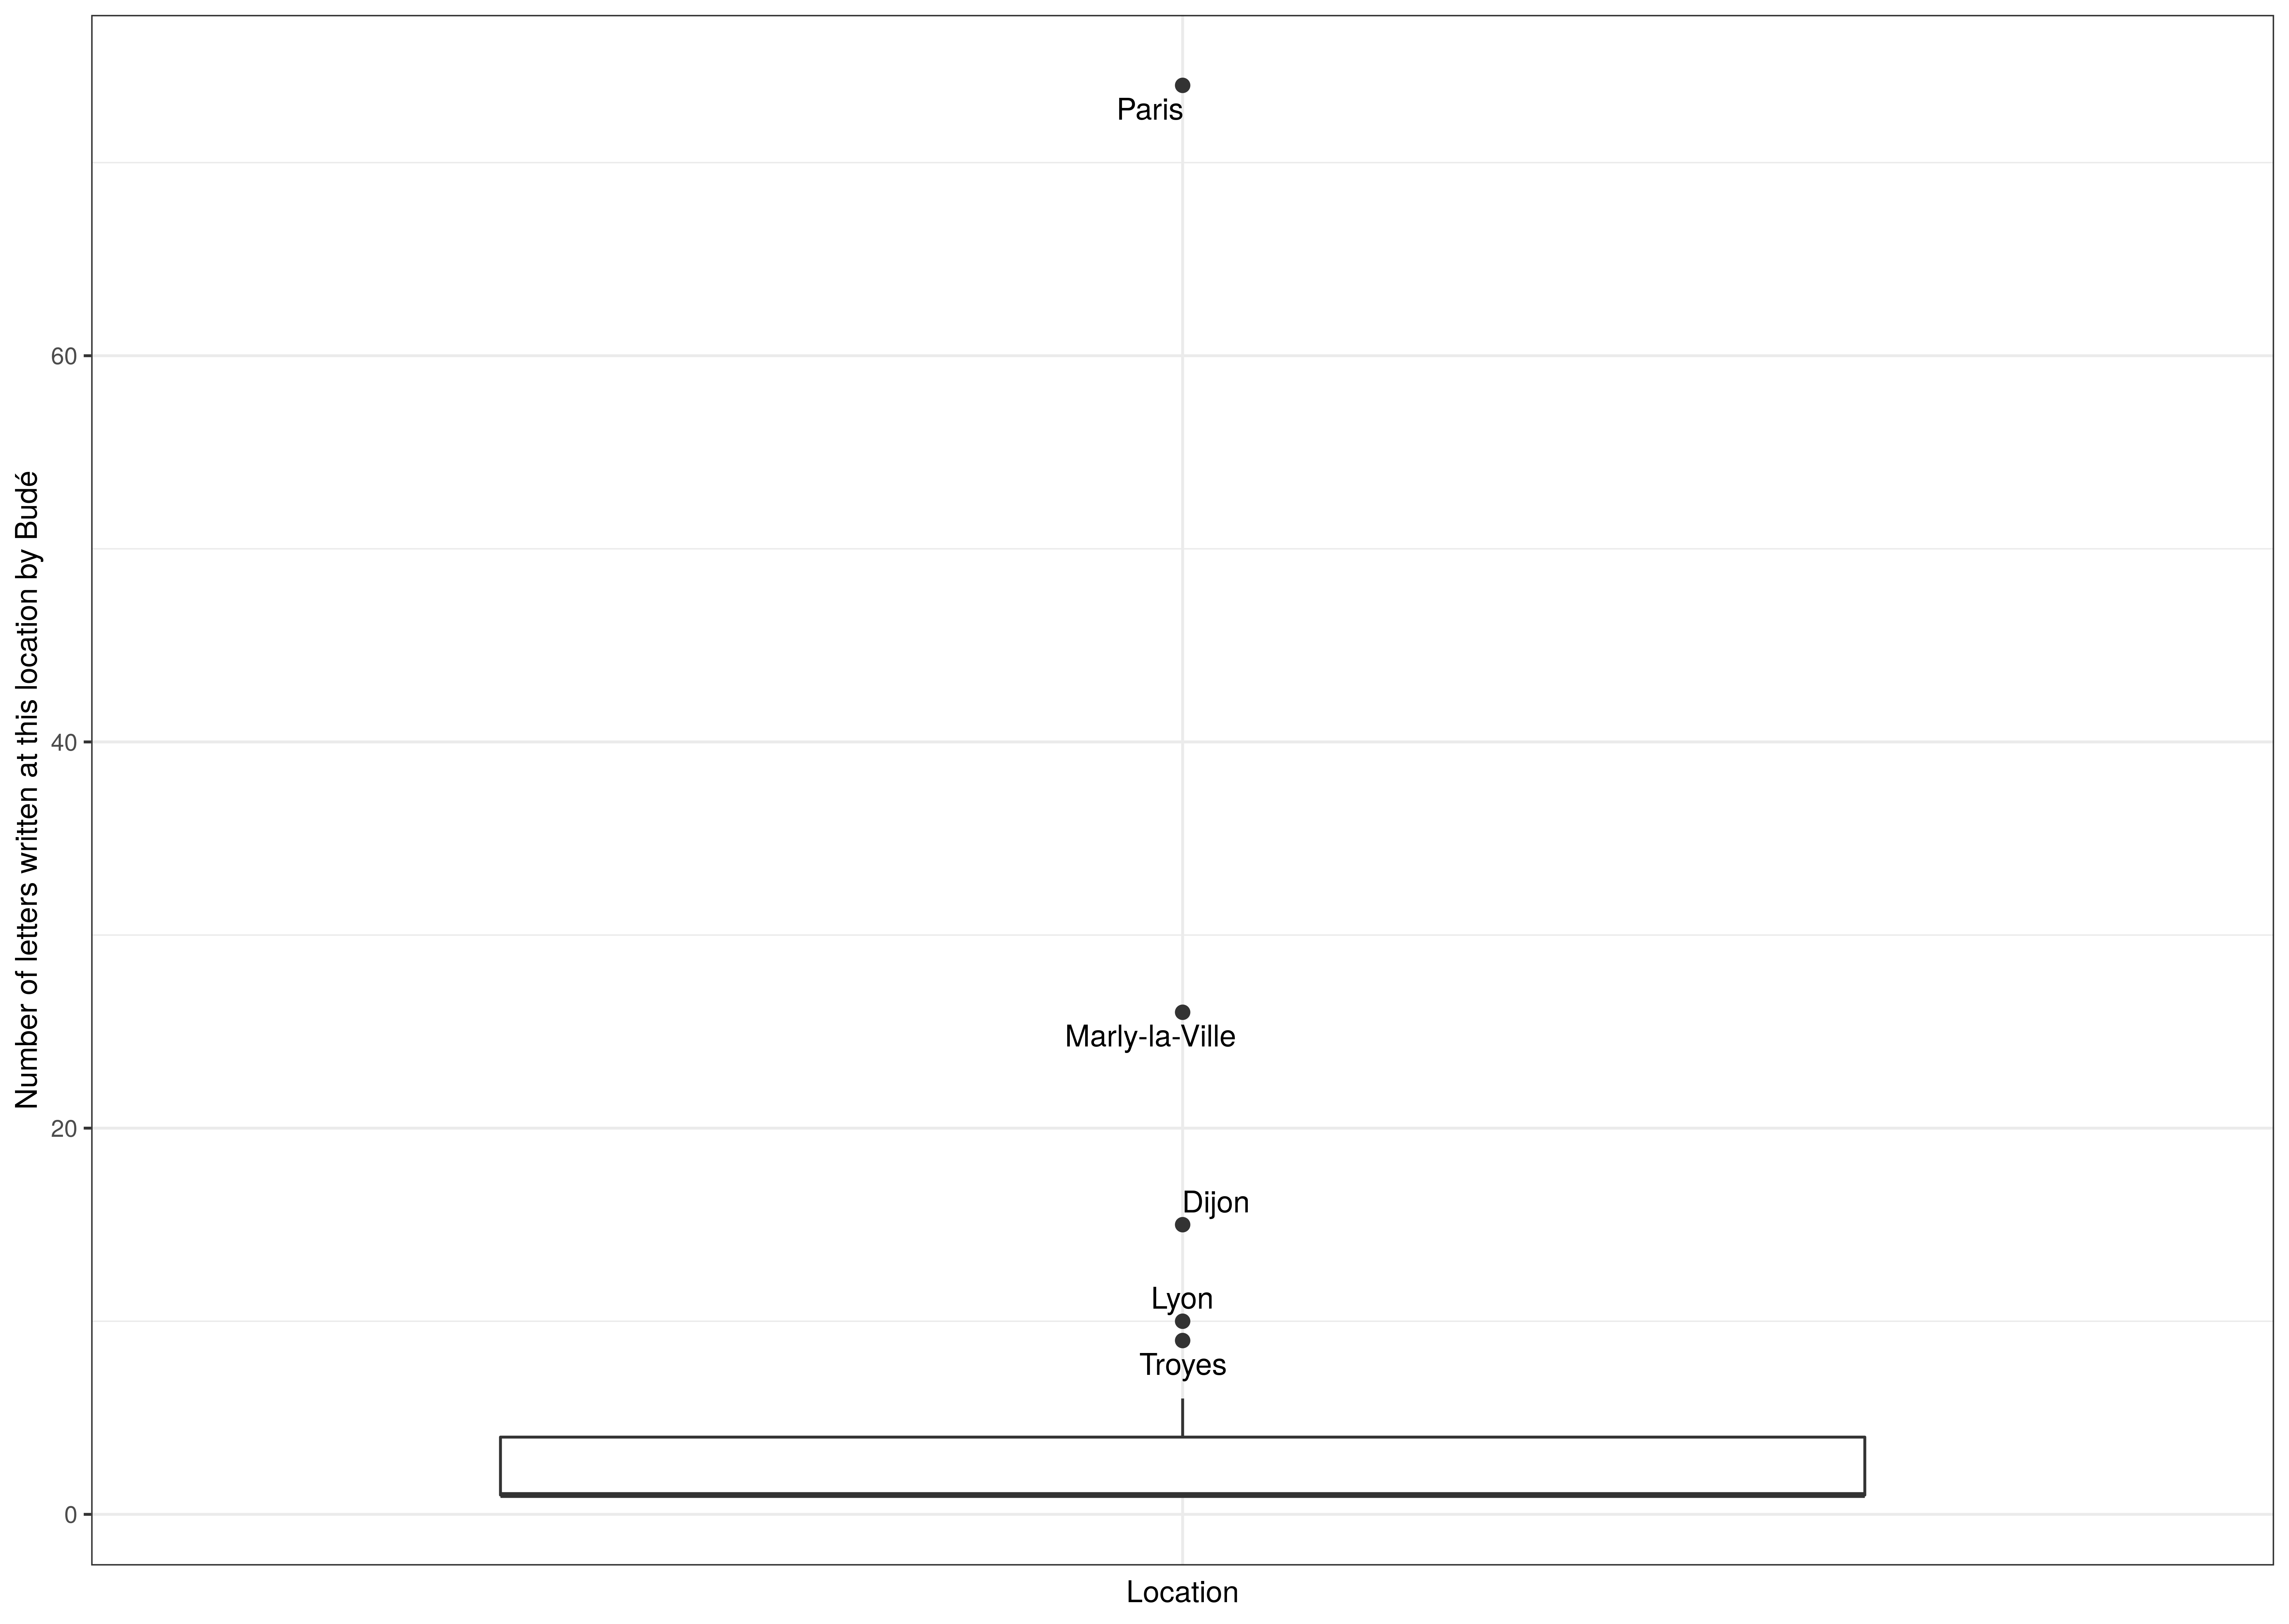 Number of letters written at this location by Budé
Paris
60
40
Marly-la-Ville
20
Dijon
Lyon
Troyes
0
Location